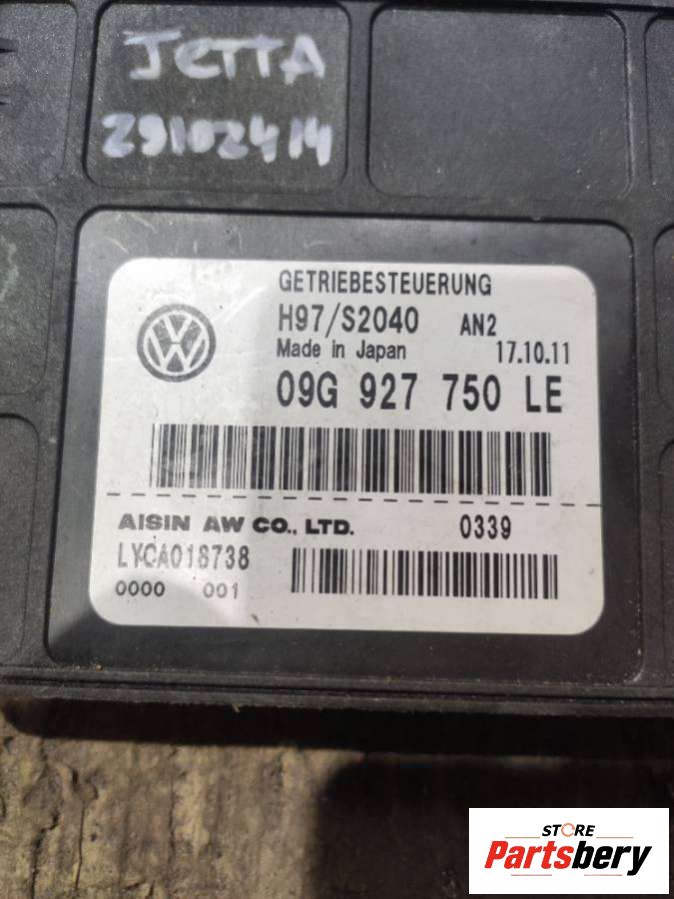 JETTA
29102414
GETRIEBESTEUERUNG
H97/S2040 AN2
Made in Japan 17.10.11
09G 927 750 LE
AISIN AW CO., LTD. 0339
LYCA018738
0000 001
STORE
Partsbery